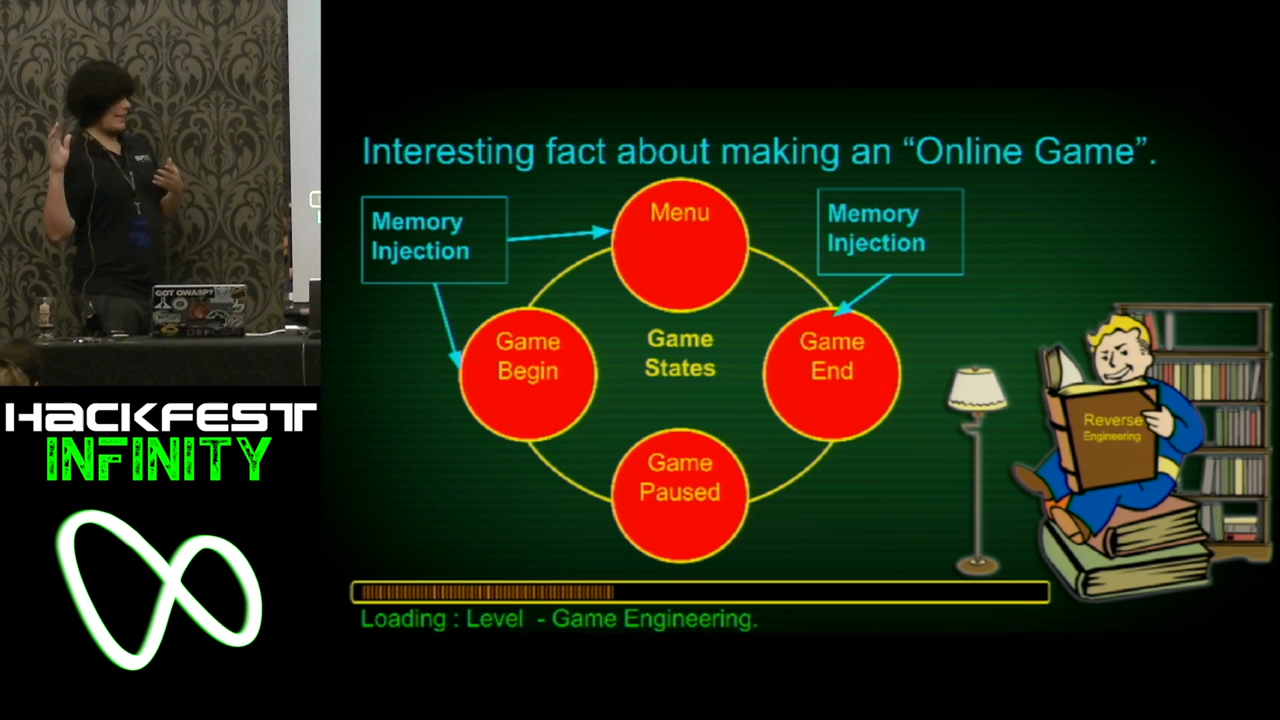 Interesting fact about making an “Online Game”.
Memory
Injection
Menu
Memory
Injection
Game
Begin
Game
States
Game
End
Game
Paused
Reverse
Engineering
Loading : Level - Game Engineering.
GOT OWASP?
HACKFEST
INFINITY